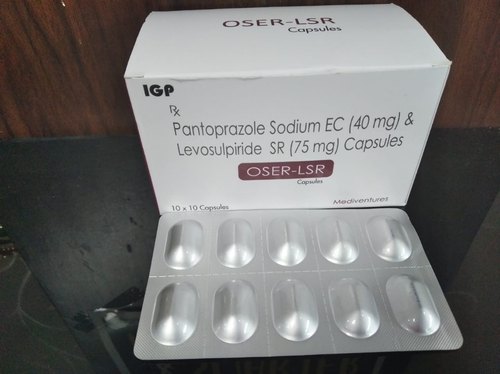 OSER-LSR
Capsules
IGP
Rx
Pantoprazole Sodium EC (40 mg) &
Levosulpiride SR (75 mg) Capsules
OSER-LSR
Capsules
10 x 10 Capsules
Mediventures